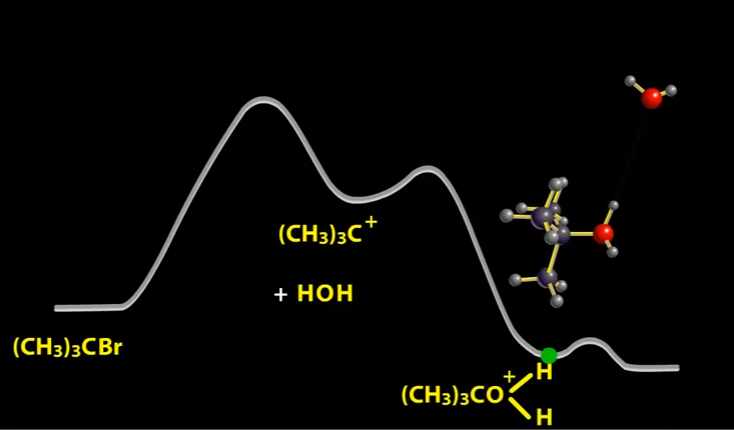 (CH₃)₃C⁺
+ HOH
(CH₃)₃CBr
(CH₃)₃CO⁺
H
H